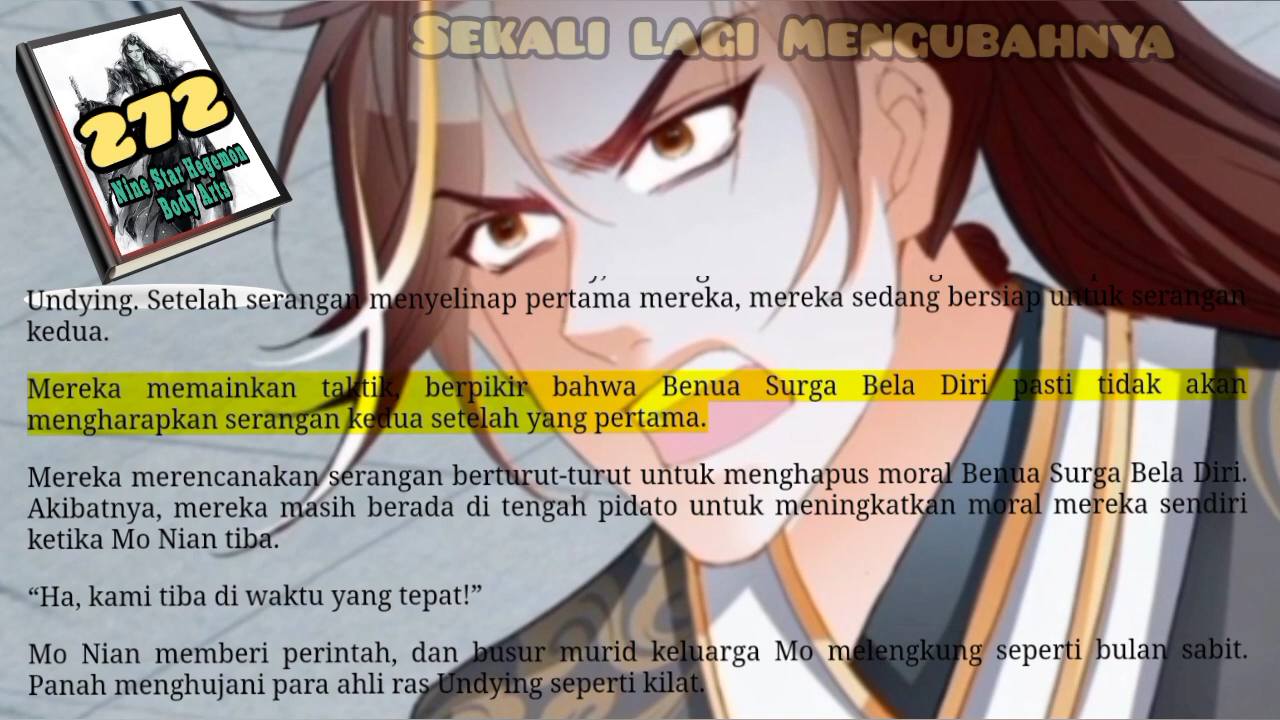 Sekali lagi Mengubahnya
272
Nine Star Hegemon
Body Arts
Undying. Setelah serangan menyelinap pertama mereka, mereka sedang bersiap untuk serangan
kedua.
Mereka memainkan taktik, berpikir bahwa Benua Surga Bela Diri pasti tidak akan
mengharapkan serangan kedua setelah yang pertama.
Mereka merencanakan serangan berturut-turut untuk menghapus moral Benua Surga Bela Diri.
Akibatnya, mereka masih berada di tengah pidato untuk meningkatkan moral mereka sendiri
ketika Mo Nian tiba.
“Ha, kami tiba di waktu yang tepat!”
Mo Nian memberi perintah, dan busur murid keluarga Mo melengkung seperti bulan sabit.
Panah menghujani para ahli ras Undying seperti kilat.